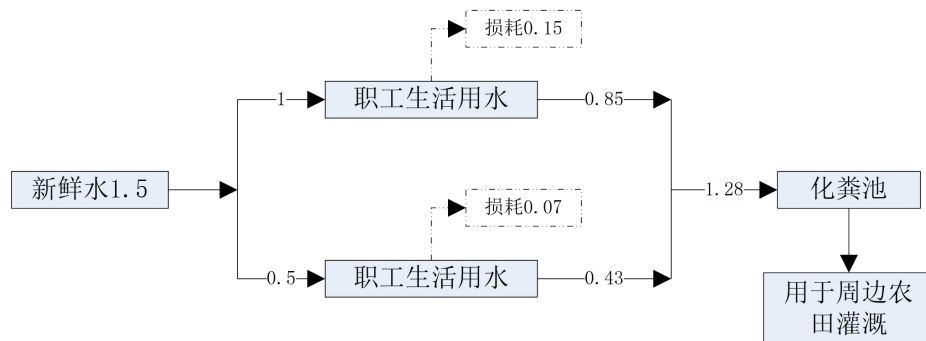 损耗0.15
1
职工生活用水
0.85
新鲜水1.5
损耗0.07
1.28
化粪池
0.5
职工生活用水
0.43
用于周边农
田灌溉